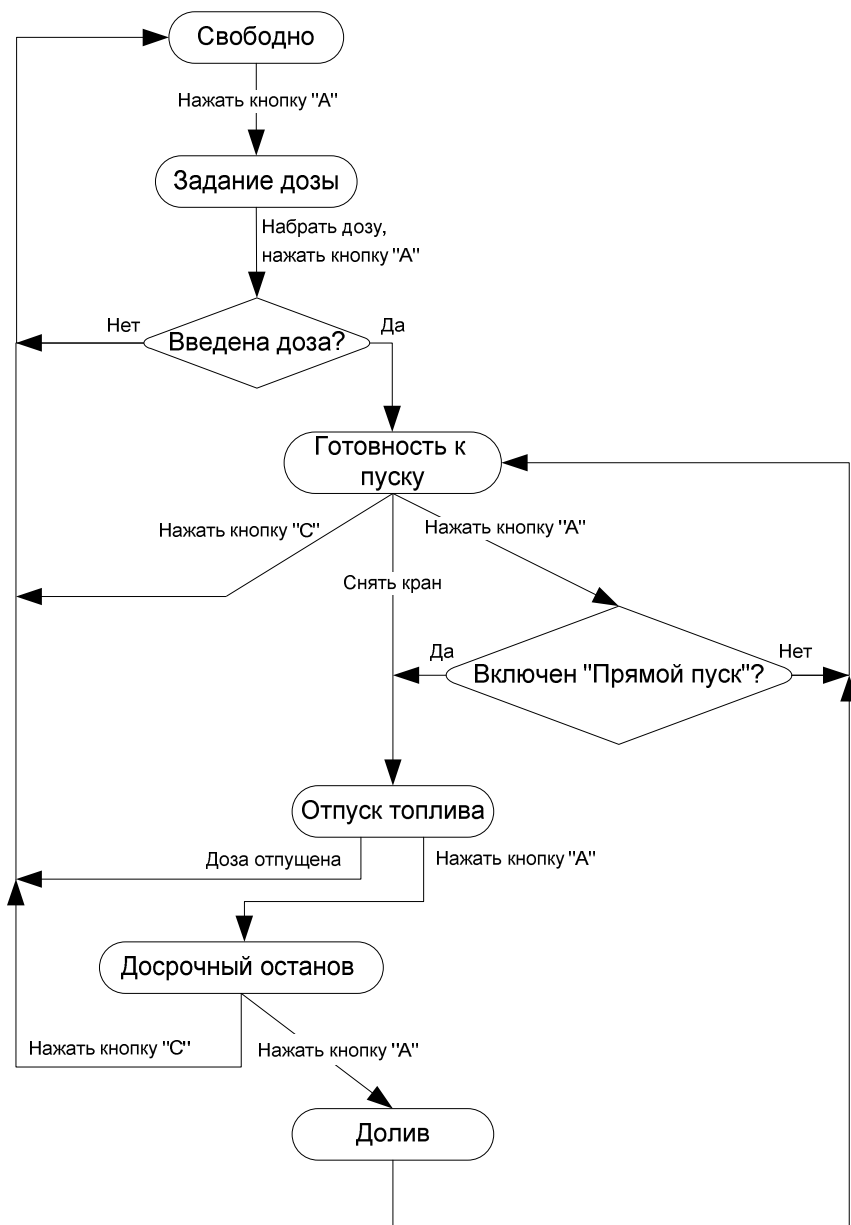 Свободно
Нажать кнопку "А"
Задание дозы
Набрать дозу,
нажать кнопку "А"
Нет
Введена доза?
Да
Готовность к
пуску
Нажать кнопку "С"
Нажать кнопку "А"
Снять кран
Да
Включен "Прямой пуск"?
Нет
Отпуск топлива
Доза отпущена
Нажать кнопку "А"
Досрочный останов
Нажать кнопку "С"
Нажать кнопку "А"
Долив